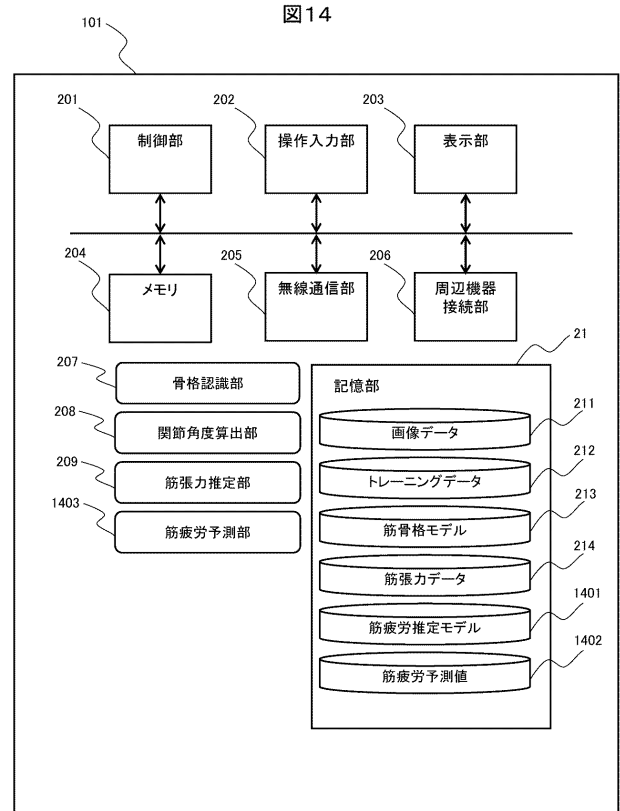 図14
101
201
202
203
制御部
操作入力部
表示部
204
205
206
メモリ
無線通信部
周辺機器
接続部
21
207
骨格認識部
記憶部
208
関節角度算出部
画像データ
211
209
筋張力推定部
トレーニングデータ
212
1403
筋疲労予測部
筋骨格モデル
213
筋張力データ
214
筋疲労推定モデル
1401
筋疲労予測値
1402